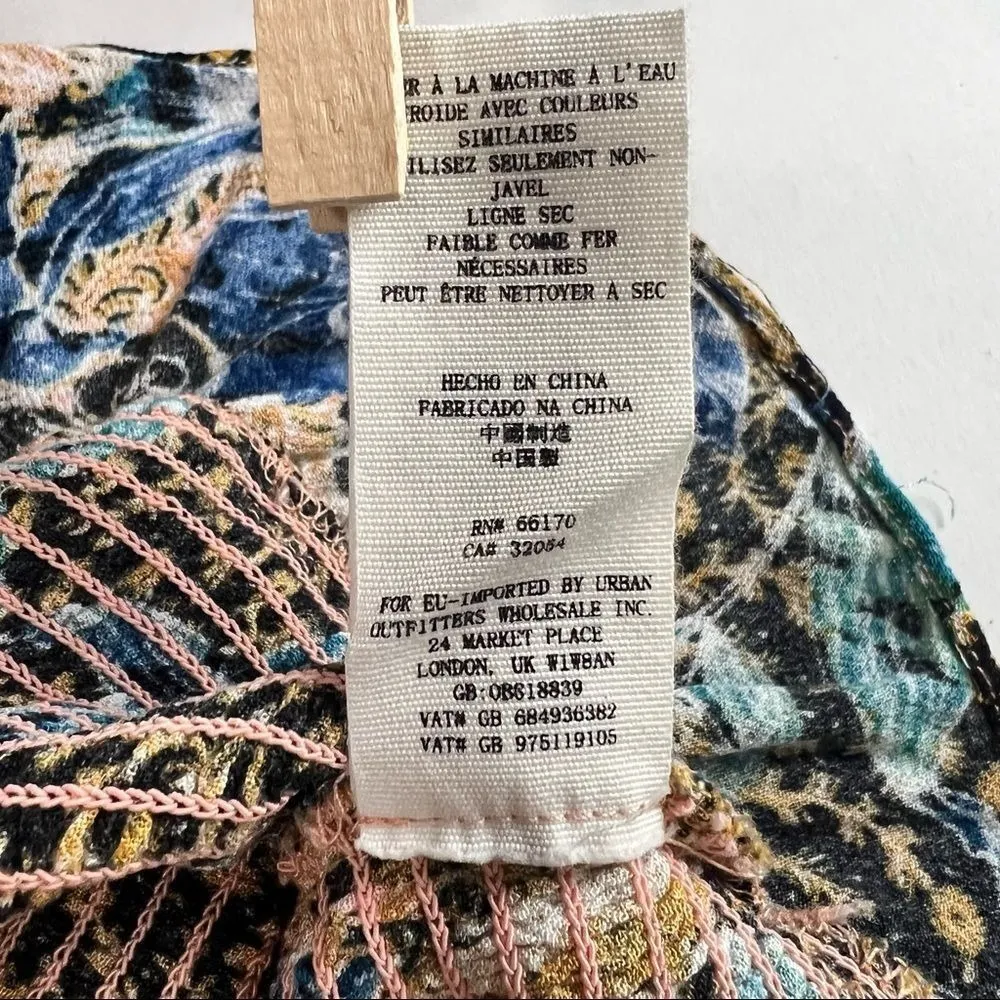 R À LA MACHINE À L'EAU
ROIDE AVEC COULEURS
SIMILAIRES
ILISEZ SEULEMENT NON-
JAVEL
LIGNE SEC
FAIBLE COMME FER
NÉCESSAIRES
PEUT ÊTRE NETTOYER A SEC
HECHO EN CHINA
FABRICADO NA CHINA
中國制造
中国製
RN# 66170
CA# 32054
FOR EU-IMPORTED BY URBAN
OUTFITTERS WHOLESALE INC.
24 MARKET PLACE
LONDON, UK W1W8AN
GB:OB618839
VAT# GB 684936382
VAT# GB 975119105